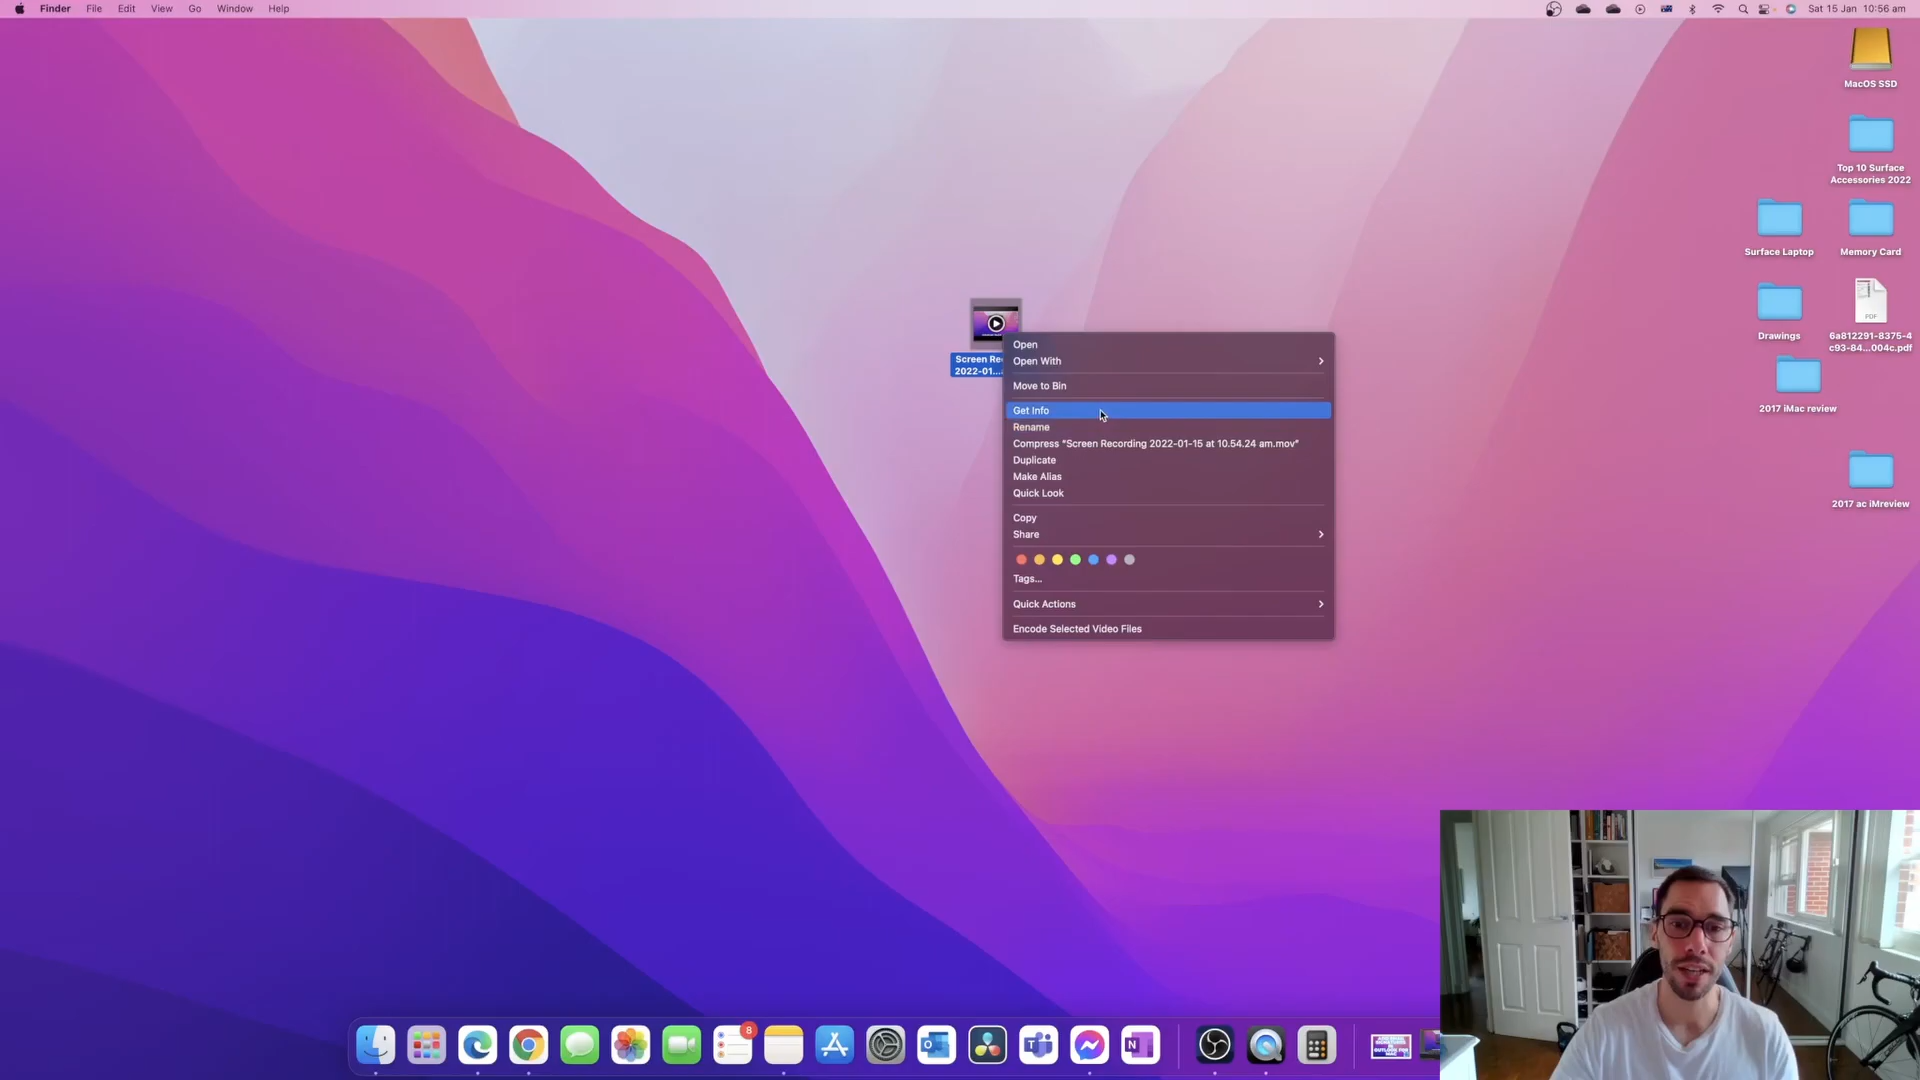 Finder File Edit View Go Window Help
Sat 15 Jan 10:56 am
MacOS SSD
Top 10 Surface
Accessories 2022
Surface Laptop
Memory Card
Drawings
PDF
6a812291-8375-4
c93-84...004c.pdf
2017 iMac review
2017 ac iMreview
Screen Re
2022-01...
Open
Open With
Move to Bin
Get Info
Rename
Compress "Screen Recording 2022-01-15 at 10.54.24 am.mov"
Duplicate
Make Alias
Quick Look
Copy
Share
Tags...
Quick Actions
Encode Selected Video Files
8